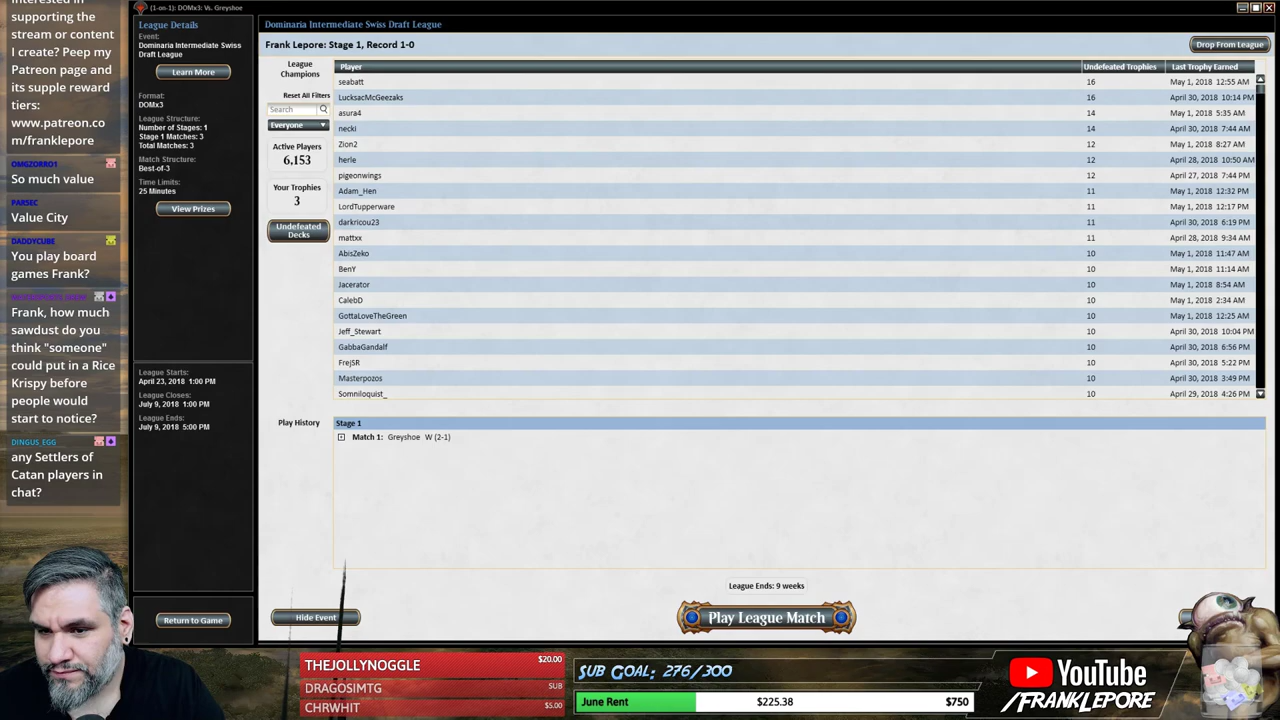 interested in
supporting the
stream or content
I create? Peep my
Patreon page and
its supple reward
tiers:
www.patreon.co
m/franklepore
OMGZORRO1
So much value
PARSEC
Value City
DADDYCUBE
You play board
games Frank?
Frank, how much
sawdust do you
think "someone"
could put in a Rice
Krispy before
people would
start to notice?
DINGUS_EGG
any Settlers of
Catan players in
chat?
(1-on-1): DOMx3: Vs. Greyshoe
League Details
Event:
Dominaria Intermediate Swiss
Draft League
Learn More
Format:
DOMx3
League Structure:
Number of Stages: 1
Stage 1 Matches: 3
Total Matches: 3
Match Structure:
Best-of-3
Time Limits:
25 Minutes
View Prizes
League Starts:
April 23, 2018 1:00 PM
League Closes:
July 9, 2018 1:00 PM
League Ends:
July 9, 2018 5:00 PM
Return to Game
Dominaria Intermediate Swiss Draft League
Frank Lepore: Stage 1, Record 1-0
Drop From League
League
Champions
Reset All Filters
Search
Everyone
Active Players
6,153
Your Trophies
3
Undefeated
Decks
Player Undefeated Trophies Last Trophy Earned
seabatt 16 May 1, 2018 12:55 AM
LucksacMcGeezaks 16 April 30, 2018 10:14 PM
asura4 14 May 1, 2018 5:35 AM
necki 14 April 30, 2018 7:44 AM
Zion2 12 May 1, 2018 8:27 AM
herle 12 April 28, 2018 10:50 AM
pigeonwings 12 April 27, 2018 7:44 PM
Adam_Hen 11 May 1, 2018 12:32 PM
LordTupperware 11 May 1, 2018 12:17 PM
darkricou23 11 April 30, 2018 6:19 PM
mattxx 11 April 28, 2018 9:34 AM
AbisZeko 10 May 1, 2018 11:47 AM
BenY 10 May 1, 2018 11:14 AM
Jacerator 10 May 1, 2018 8:54 AM
CalebD 10 May 1, 2018 2:34 AM
GottaLoveTheGreen 10 May 1, 2018 12:25 AM
Jeff_Stewart 10 April 30, 2018 10:04 PM
GabbaGandalf 10 April 30, 2018 6:56 PM
FrejSR 10 April 30, 2018 5:22 PM
Masterpozos 10 April 30, 2018 3:49 PM
Somniloquist_ 10 April 29, 2018 4:26 PM
Play History
Stage 1
Match 1: Greyshoe W (2-1)
League Ends: 9 weeks
Hide Event
Play League Match
THEJOLLYNOGGLE $20.00
DRAGOSIMTG SUB
CHRWHIT $5.00
SUB GOAL: 276/300
June Rent $225.38 $750
YouTube
/FRANKLEPORE